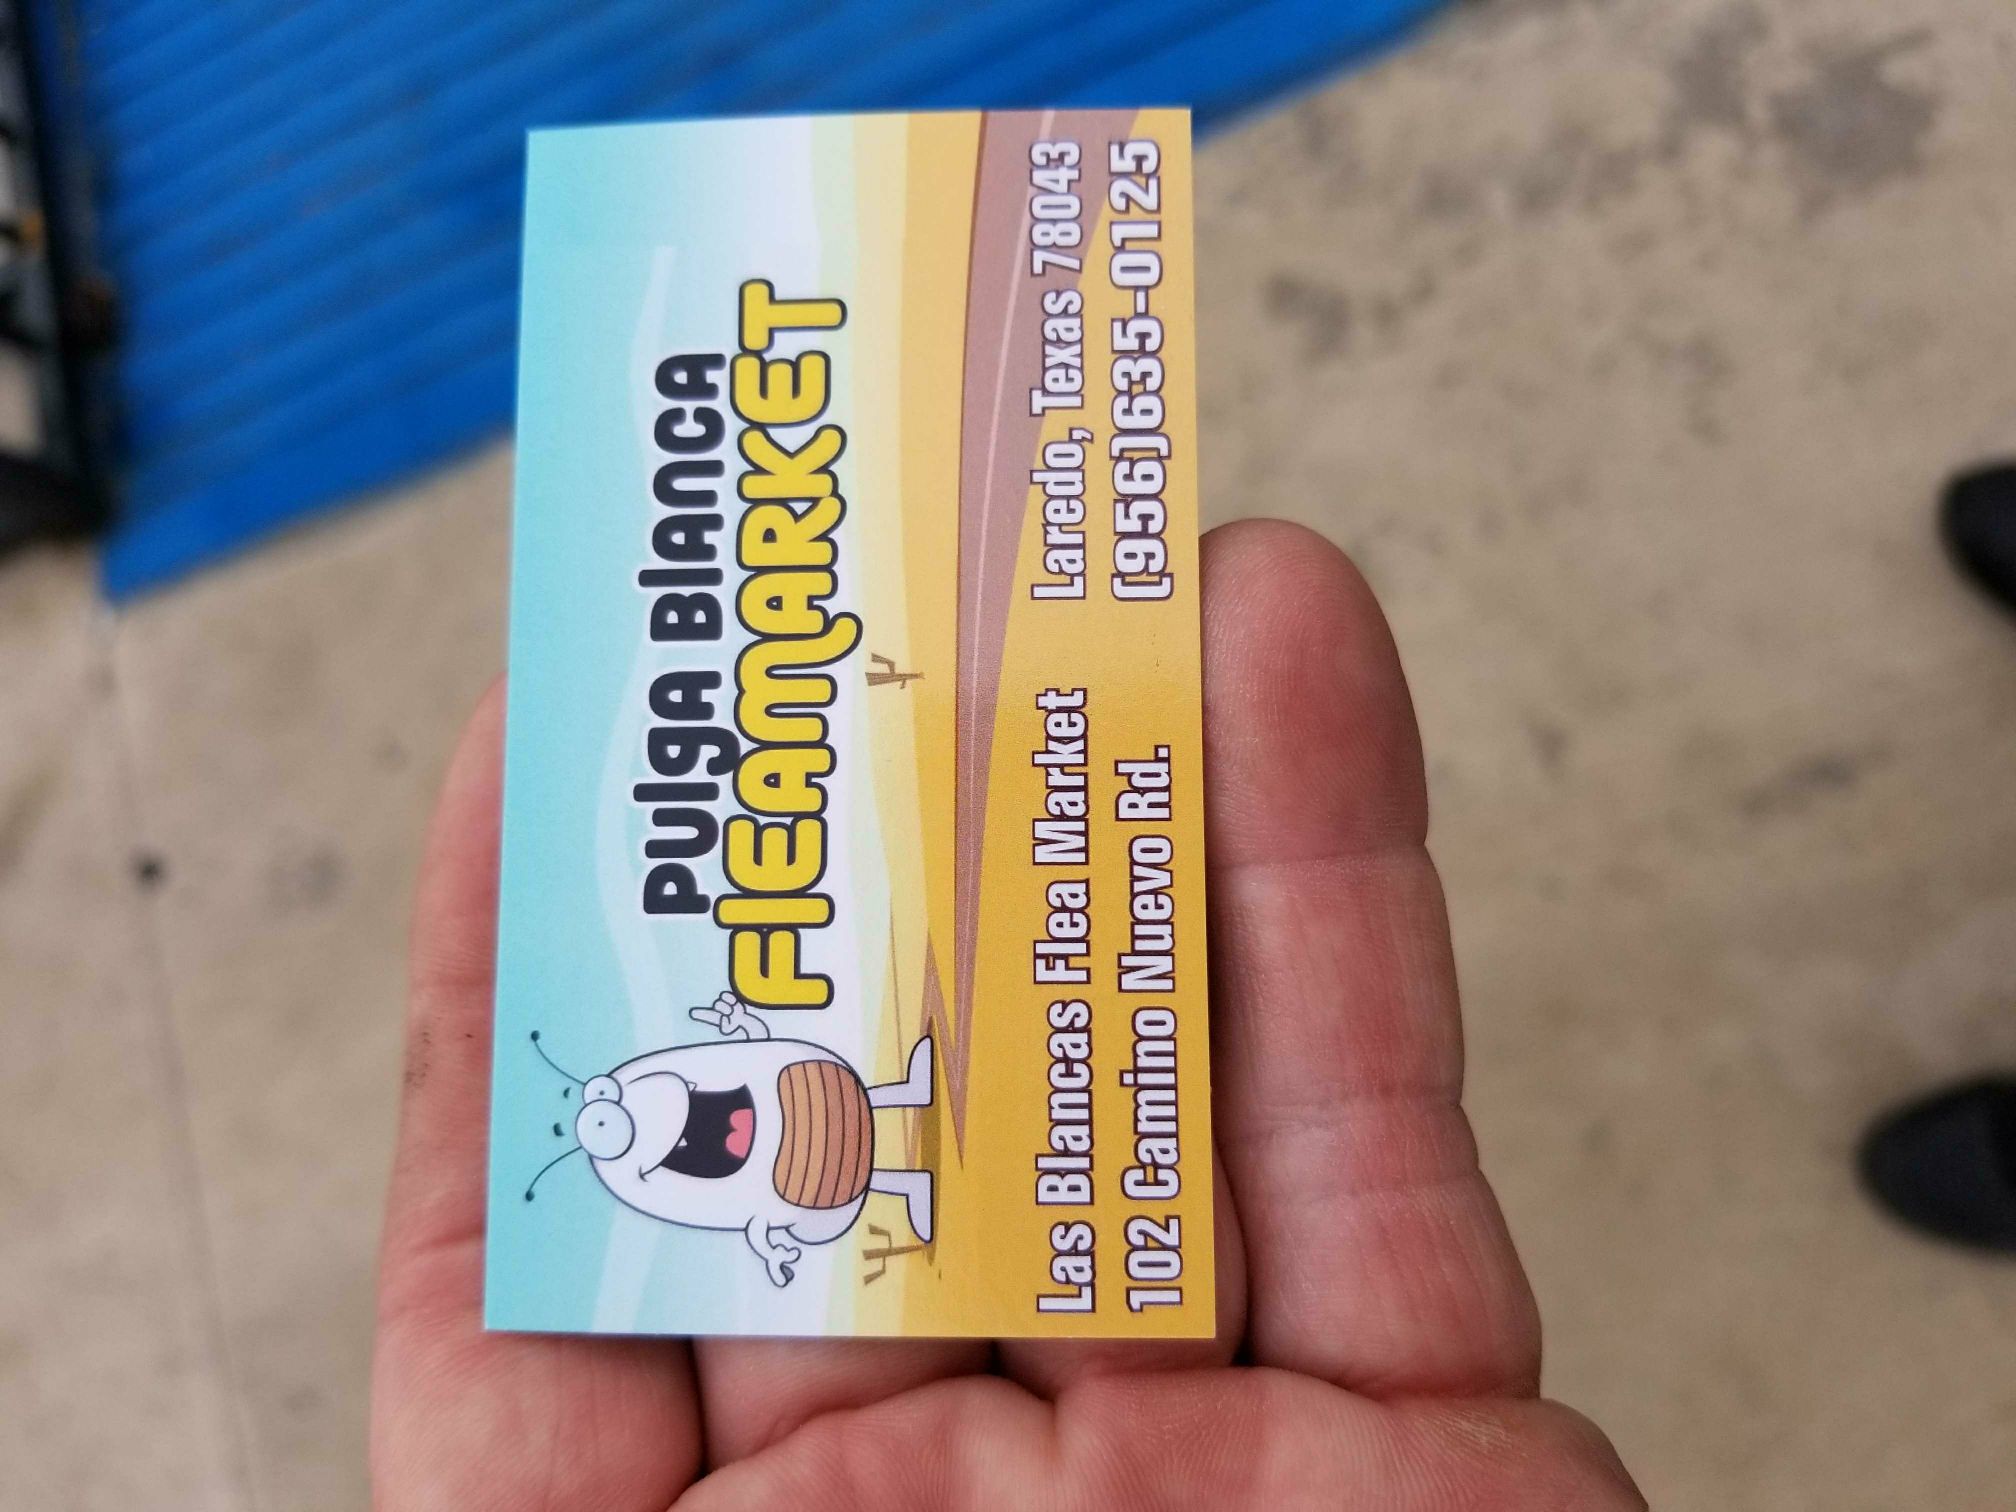 Pulga Blanca
Fleamarket
Las Blancas Flea Market
102 Camino Nuevo Rd.
Laredo, Texas 78043
(956)635-0125